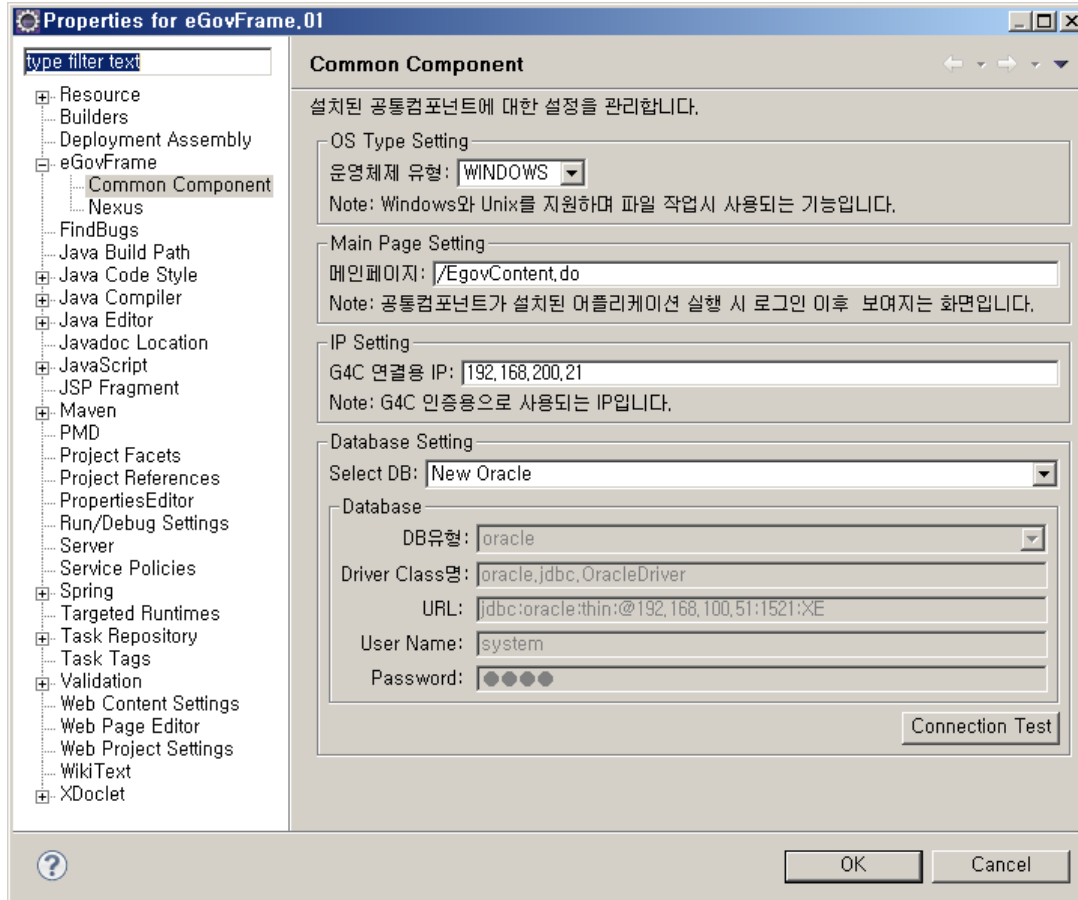 Properties for eGovFrame.01
type filter text
Resource
Builders
Deployment Assembly
eGovFrame
Common Component
Nexus
FindBugs
Java Build Path
Java Code Style
Java Compiler
Java Editor
Javadoc Location
JavaScript
JSP Fragment
Maven
PMD
Project Facets
Project References
PropertiesEditor
Run/Debug Settings
Server
Service Policies
Spring
Targeted Runtimes
Task Repository
Task Tags
Validation
Web Content Settings
Web Page Editor
Web Project Settings
WikiText
XDoclet
Common Component
설치된 공통컴포넌트에 대한 설정을 관리합니다.
OS Type Setting
운영체제 유형: WINDOWS
Note: Windows와 Unix를 지원하며 파일 작업시 사용되는 기능입니다.
Main Page Setting
메인페이지: /EgovContent.do
Note: 공통컴포넌트가 설치된 어플리케이션 실행 시 로그인 이후 보여지는 화면입니다.
IP Setting
G4C 연결용 IP: 192.168.200.21
Note: G4C 인증용으로 사용되는 IP입니다.
Database Setting
Select DB: New Oracle
Database
DB유형: oracle
Driver Class명: oracle.jdbc.OracleDriver
URL: jdbc:oracle:thin:@192.168.100.51:1521:XE
User Name: system
Password: ●●●●
Connection Test
OK
Cancel